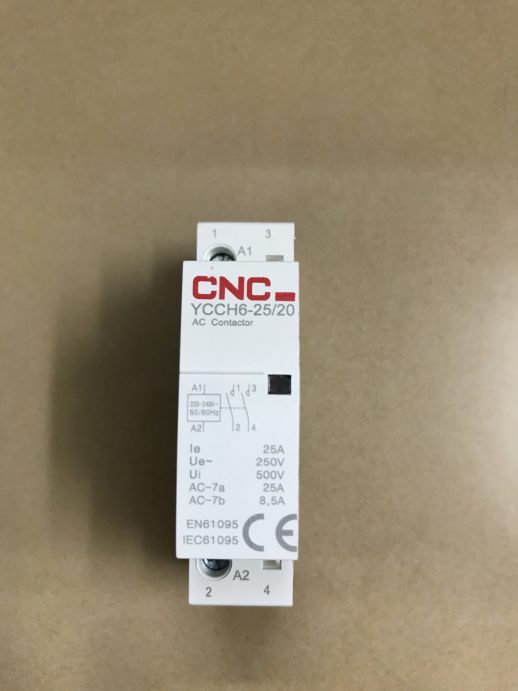 1 3
A1
CNC
YCCH6-25/20
AC Contactor
A1 1 3
220-240V~
50/60Hz
A2 2 4
Ie 25A
Ue~ 250V
Ui 500V
AC-7a 25A
AC-7b 8,5A
EN61095
IEC61095 CE
A2
2 4